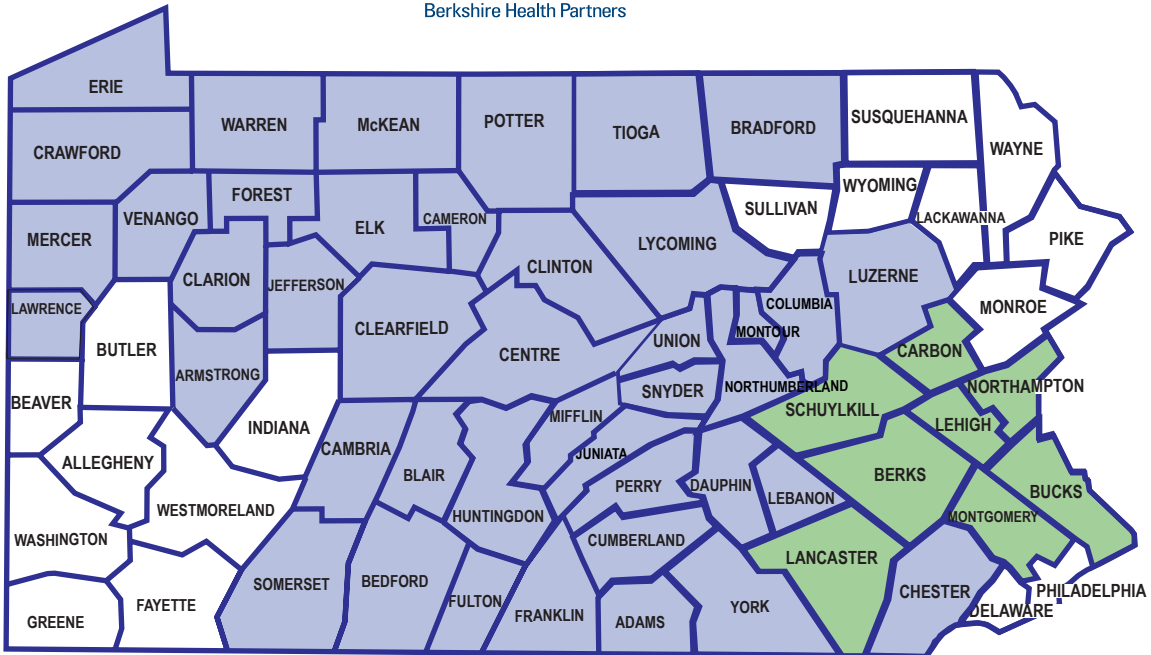 Berkshire Health Partners
ERIE
WARREN
McKEAN
POTTER
TIOGA
BRADFORD
SUSQUEHANNA
WAYNE
CRAWFORD
FOREST
VENANGO
ELK
CAMERON
SULLIVAN
WYOMING
LACKAWANNA
PIKE
MERCER
CLARION
JEFFERSON
CLINTON
LYCOMING
LUZERNE
LAWRENCE
BUTLER
CLEARFIELD
CENTRE
UNION
MONTOUR
COLUMBIA
MONROE
ARMSTRONG
CARBON
BEAVER
INDIANA
MIFFLIN
SNYDER
NORTHUMBERLAND
SCHUYLKILL
NORTHAMPTON
LEHIGH
ALLEGHENY
CAMBRIA
BLAIR
JUNIATA
PERRY
DAUPHIN
LEBANON
BERKS
BUCKS
WESTMORELAND
HUNTINGDON
MONTGOMERY
WASHINGTON
CUMBERLAND
LANCASTER
SOMERSET
BEDFORD
FULTON
FRANKLIN
ADAMS
YORK
CHESTER
DELAWARE
PHILADELPHIA
GREENE
FAYETTE